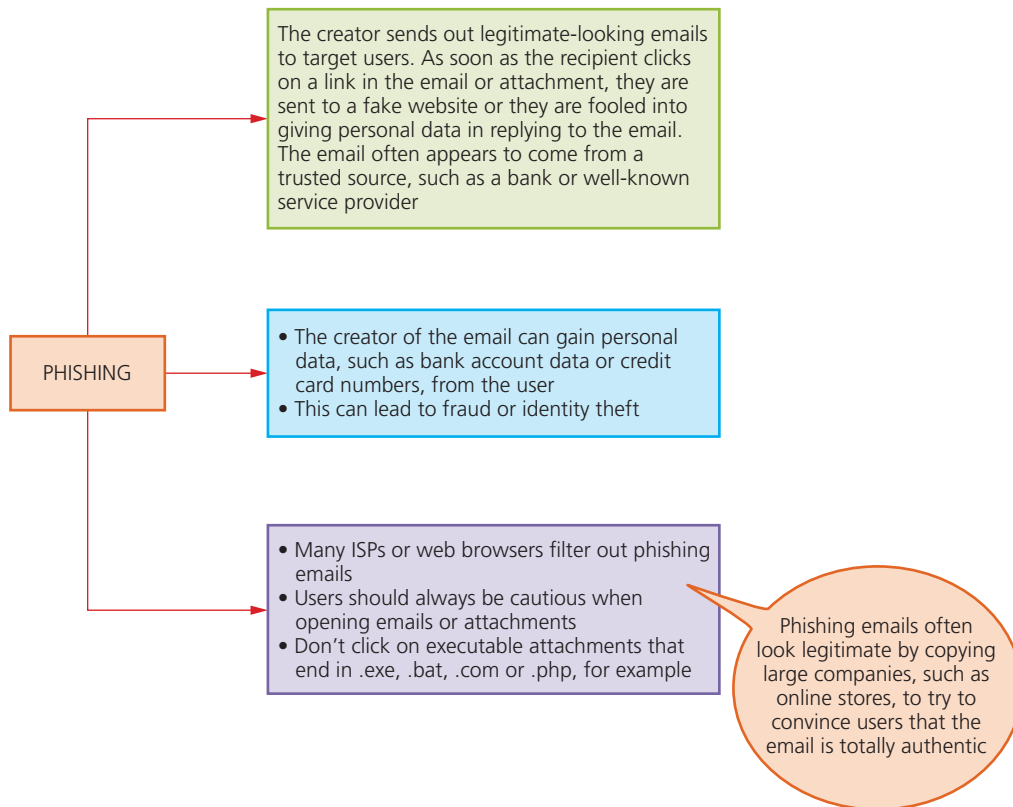 The creator sends out legitimate-looking emails
to target users. As soon as the recipient clicks
on a link in the email or attachment, they are
sent to a fake website or they are fooled into
giving personal data in replying to the email.
The email often appears to come from a
trusted source, such as a bank or well-known
service provider
PHISHING
• The creator of the email can gain personal
data, such as bank account data or credit
card numbers, from the user
• This can lead to fraud or identity theft
• Many ISPs or web browsers filter out phishing
emails
• Users should always be cautious when
opening emails or attachments
• Don’t click on executable attachments that
end in .exe, .bat, .com or .php, for example
Phishing emails often
look legitimate by copying
large companies, such as
online stores, to try to
convince users that the
email is totally authentic